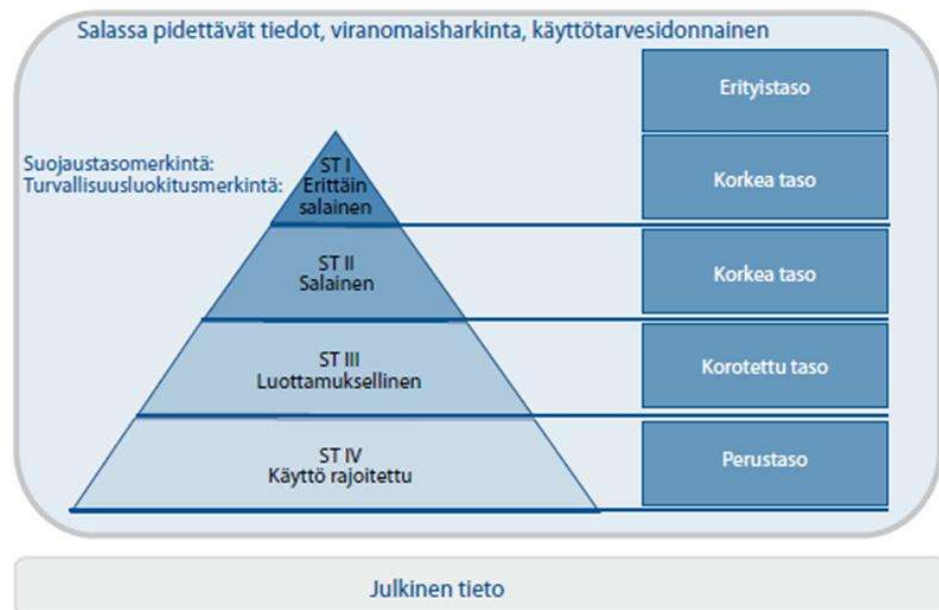 Salassa pidettävät tiedot, viranomaisharkinta, käyttötarvesidonnainen
Erityistaso
Suojaustasomerkintä:
Turvallisuusluokitusmerkintä:
ST I
Erittäin
salainen
Korkea taso
ST II
Salainen
Korkea taso
ST III
Luottamuksellinen
Korotettu taso
ST IV
Käyttö rajoitettu
Perustaso
Julkinen tieto